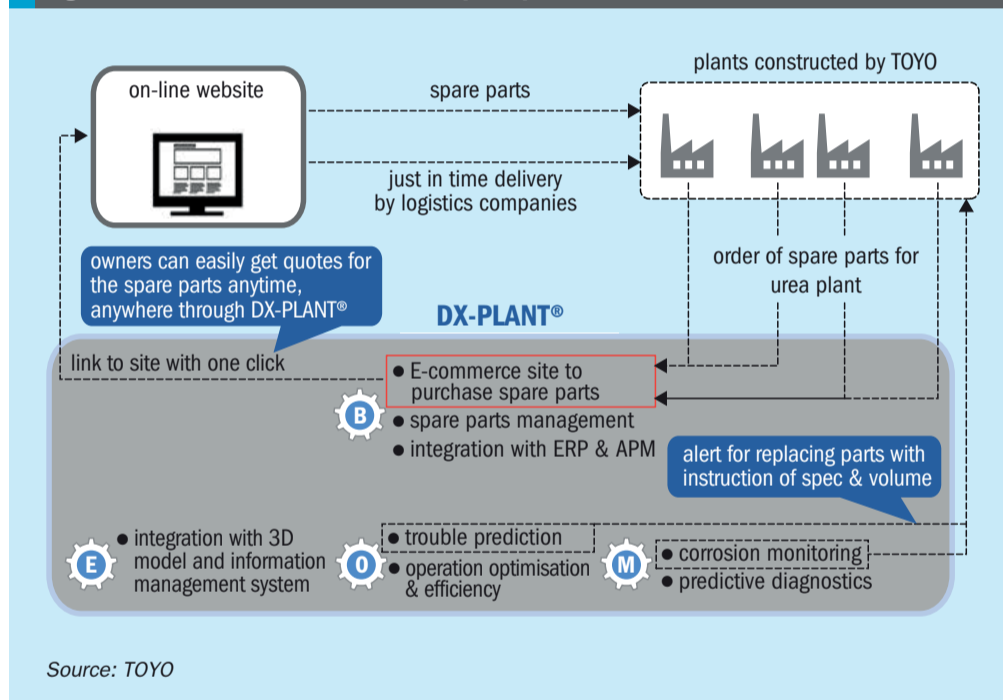 plants constructed by TOYO
on-line website
spare parts
just in time delivery
by logistics companies
owners can easily get quotes for
the spare parts anytime,
anywhere through DX-PLANT®
order of spare parts for
urea plant
DX-PLANT®
link to site with one click
● E-commerce site to
purchase spare parts
B
● spare parts management
● integration with ERP & APM
alert for replacing parts with
instruction of spec & volume
E
● integration with 3D
model and information
management system
O
● trouble prediction
● operation optimisation
& efficiency
M
● corrosion monitoring
● predictive diagnostics
Source: TOYO